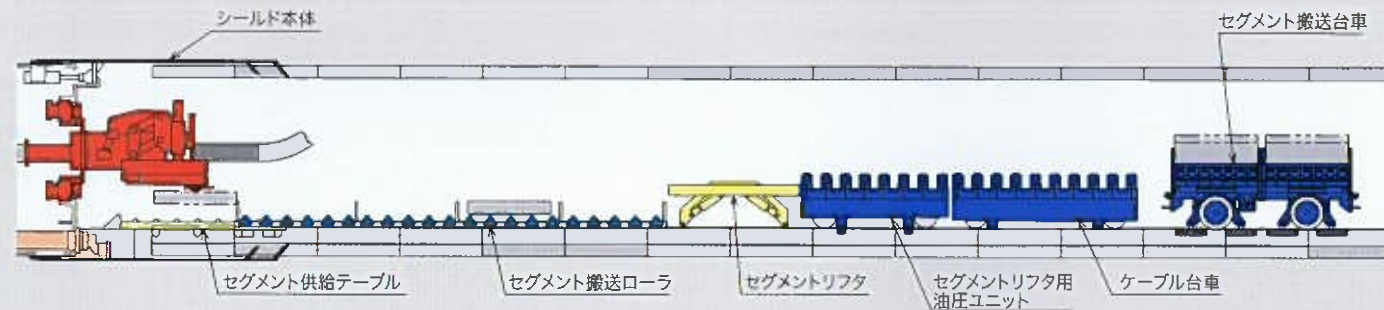 シールド本体
セグメント搬送台車
セグメント供給テーブル
セグメント搬送ローラ
セグメントリフタ
セグメントリフタ用
油圧ユニット
ケーブル台車